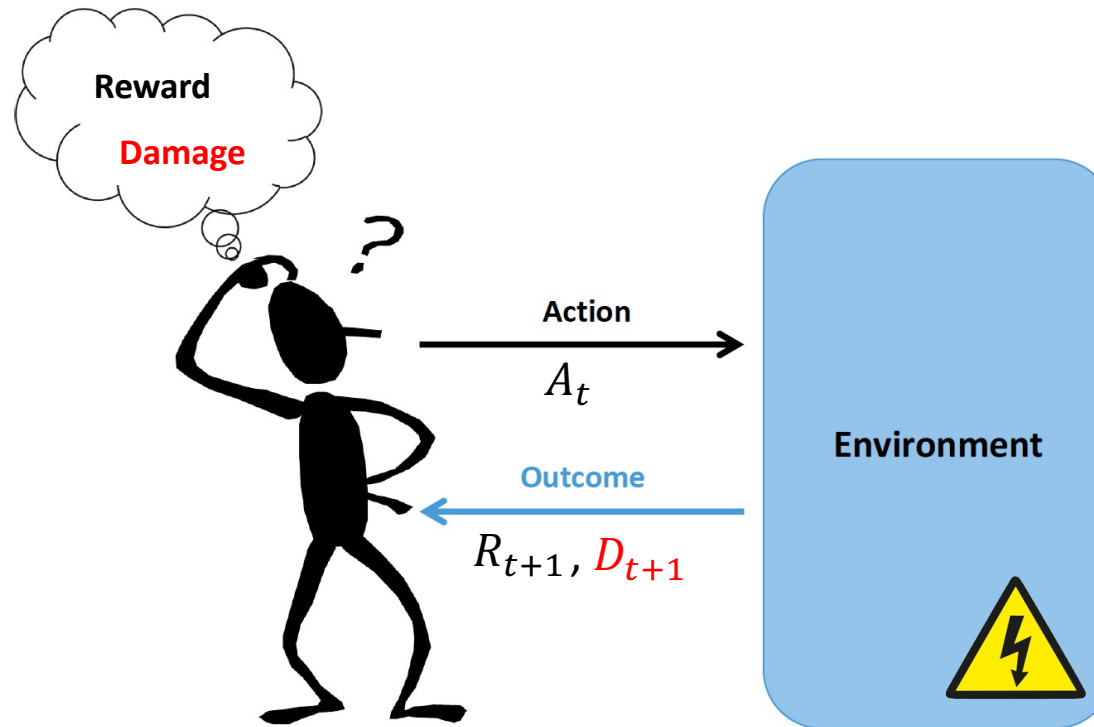 Reward
Damage
?
Action
A_t
Outcome
R_{t+1}, D_{t+1}
Environment